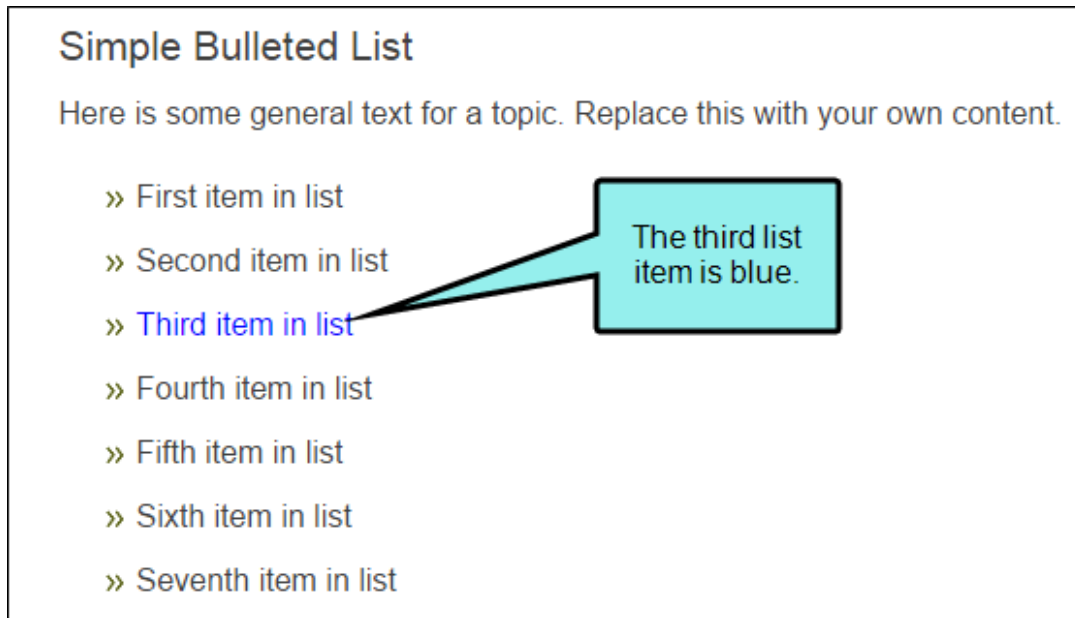 Simple Bulleted List
Here is some general text for a topic. Replace this with your own content.
» First item in list
» Second item in list
» Third item in list
The third list
item is blue.
» Fourth item in list
» Fifth item in list
» Sixth item in list
» Seventh item in list